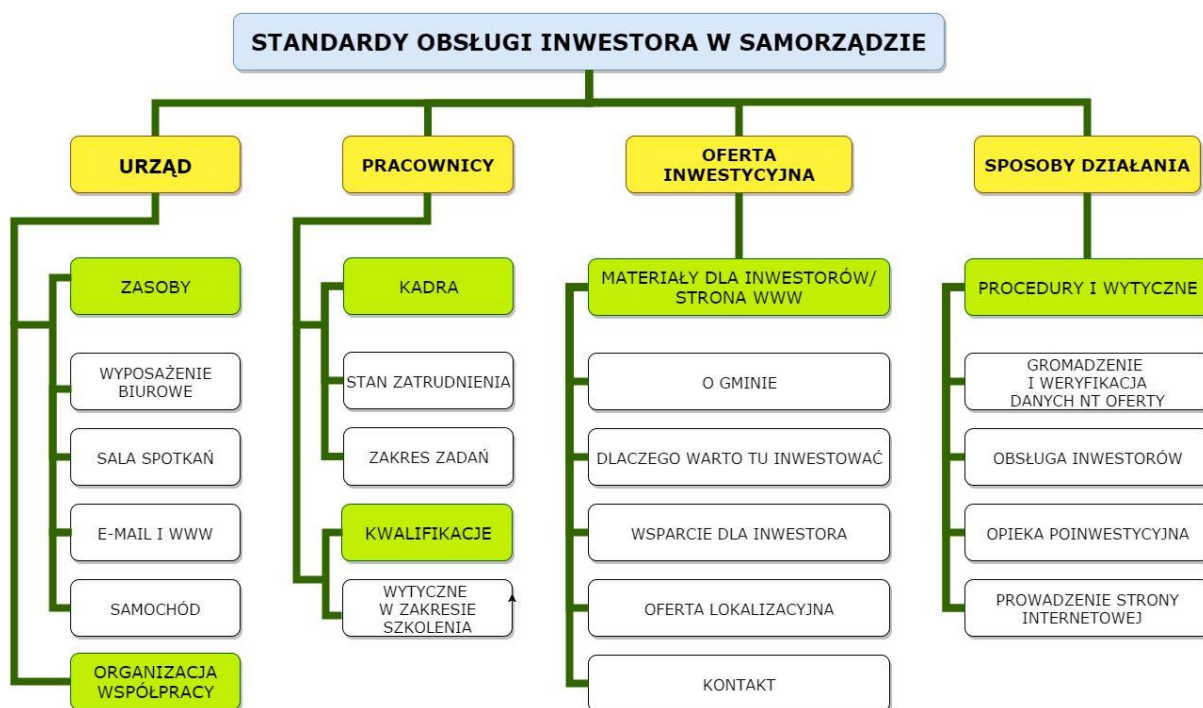 STANDARDY OBSŁUGI INWESTORA W SAMORZĄDZIE
URZĄD
ZASOBY
WYPOSAŻENIE
BIUROWE
SALA SPOTKAŃ
E-MAIL I WWW
SAMOCHÓD
ORGANIZACJA
WSPÓŁPRACY
PRACOWNICY
KADRA
STAN ZATRUDNIENIA
ZAKRES ZADAŃ
KWALIFIKACJE
WYTYCZNE
W ZAKRESIE
SZKOLENIA
OFERTA
INWESTYCYJNA
MATERIAŁY DLA INWESTORÓW/
STRONA WWW
O GMINIE
DLACZEGO WARTO TU INWESTOWAĆ
WSPARCIE DLA INWESTORA
OFERTA LOKALIZACYJNA
KONTAKT
SPOSOBY DZIAŁANIA
PROCEDURY I WYTYCZNE
GROMADZENIE
I WERYFIKACJA
DANYCH NT OFERTY
OBSŁUGA INWESTORÓW
OPIEKA POINWESTYCYJNA
PROWADZENIE STRONY
INTERNETOWEJ